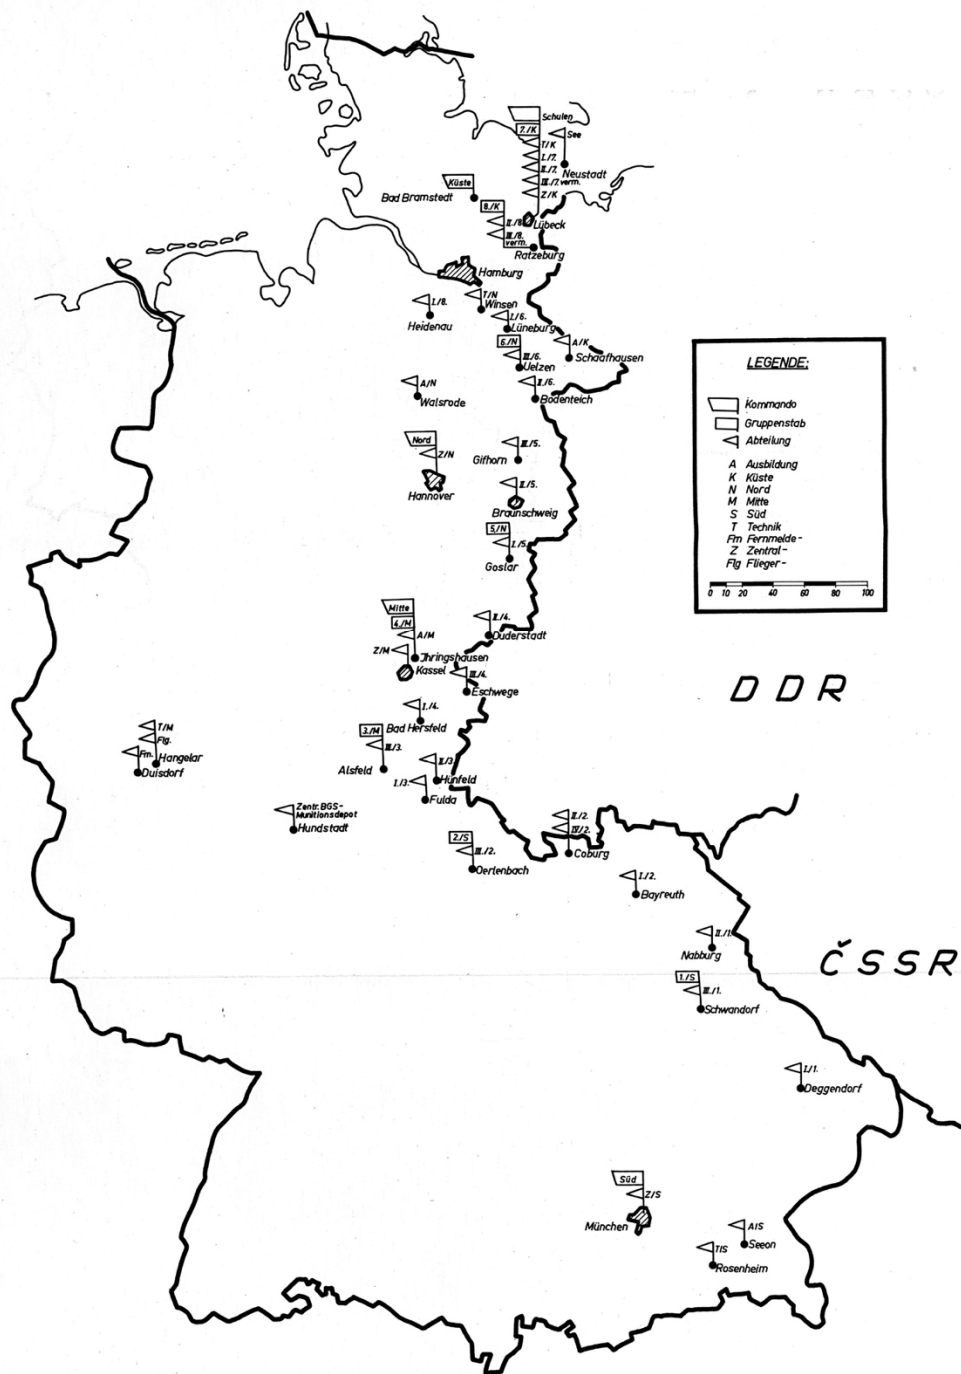 Schulen
7./K
See
T/K
I./7.
II./7.
III./7. verm.
Z/K
Neustadt
Küste
Bad Bramstedt
8./K
II./8.
III./8.
verm.
Lübeck
Ratzeburg
Hamburg
I./8.
Heidenau
T/N
Winsen
I./6.
Lüneburg
6./N
III./6.
Uelzen
A/K
Schaafhausen
A/N
Walsrode
II./6.
Bodenteich
Nord
Z/N
Hannover
III./5.
Gifhorn
II./5.
Braunschweig
5./N
I./5.
Goslar
LEGENDE:
Kommando
Gruppenstab
Abteilung
A Ausbildung
K Küste
N Nord
M Mitte
S Süd
T Technik
Fm Fernmelde-
Z Zentral-
Flg Flieger-
0 10 20 40 60 80 100
Mitte
4./M
A/M
Z/M
Jhringshausen
Kassel
II./4.
Duderstadt
III./4.
Eschwege
DDR
I./4.
Bad Hersfeld
3./M
III./3.
Alsfeld
II./3
Hünfeld
I./3.
Fulda
T/M
Flg.
Fm.
Hangelar
Duisdorf
Zentr. BGS-
Munitionsdepot
Hundstadt
2./S
III./2.
Oerlenbach
II./2.
IV./2.
Coburg
I./2.
Bayreuth
II./1.
Nabburg
ČSSR
1./S
III./1.
Schwandorf
I./1.
Deggendorf
Süd
Z/S
München
A/S
Seeon
T/S
Rosenheim